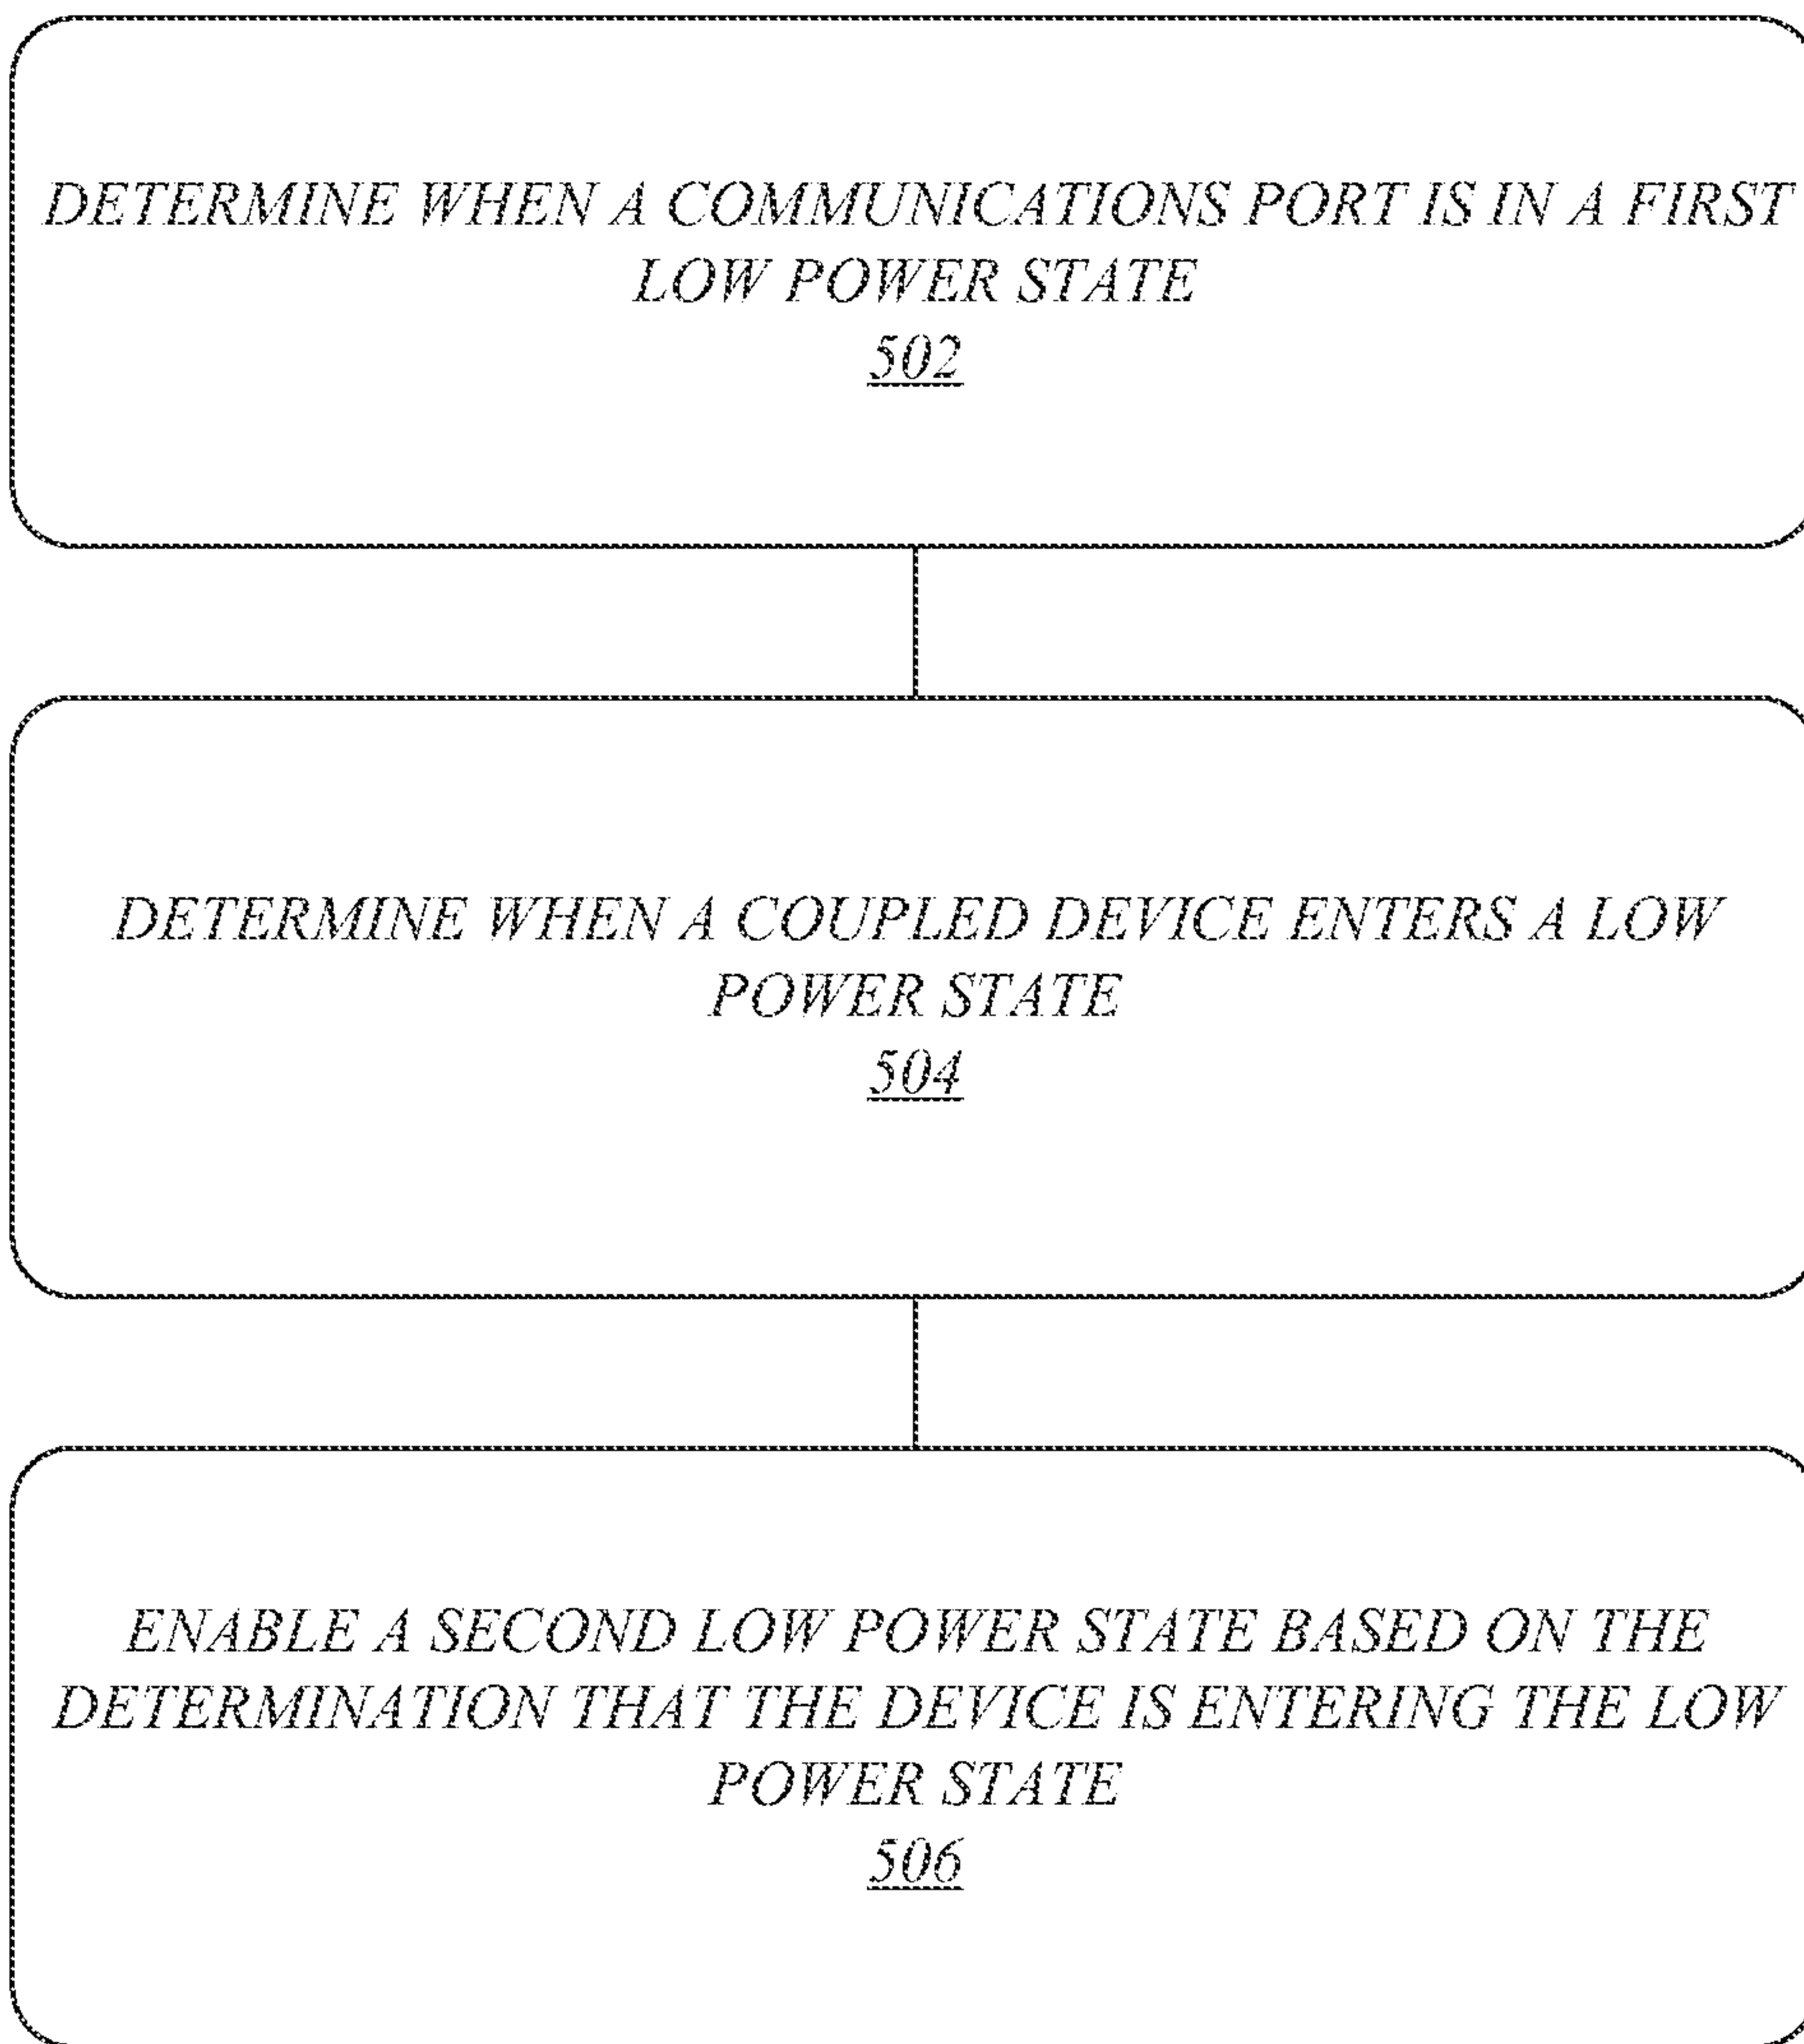 DETERMINE WHEN A COMMUNICATIONS PORT IS IN A FIRST
LOW POWER STATE
502
DETERMINE WHEN A COUPLED DEVICE ENTERS A LOW
POWER STATE
504
ENABLE A SECOND LOW POWER STATE BASED ON THE
DETERMINATION THAT THE DEVICE IS ENTERING THE LOW
POWER STATE
506